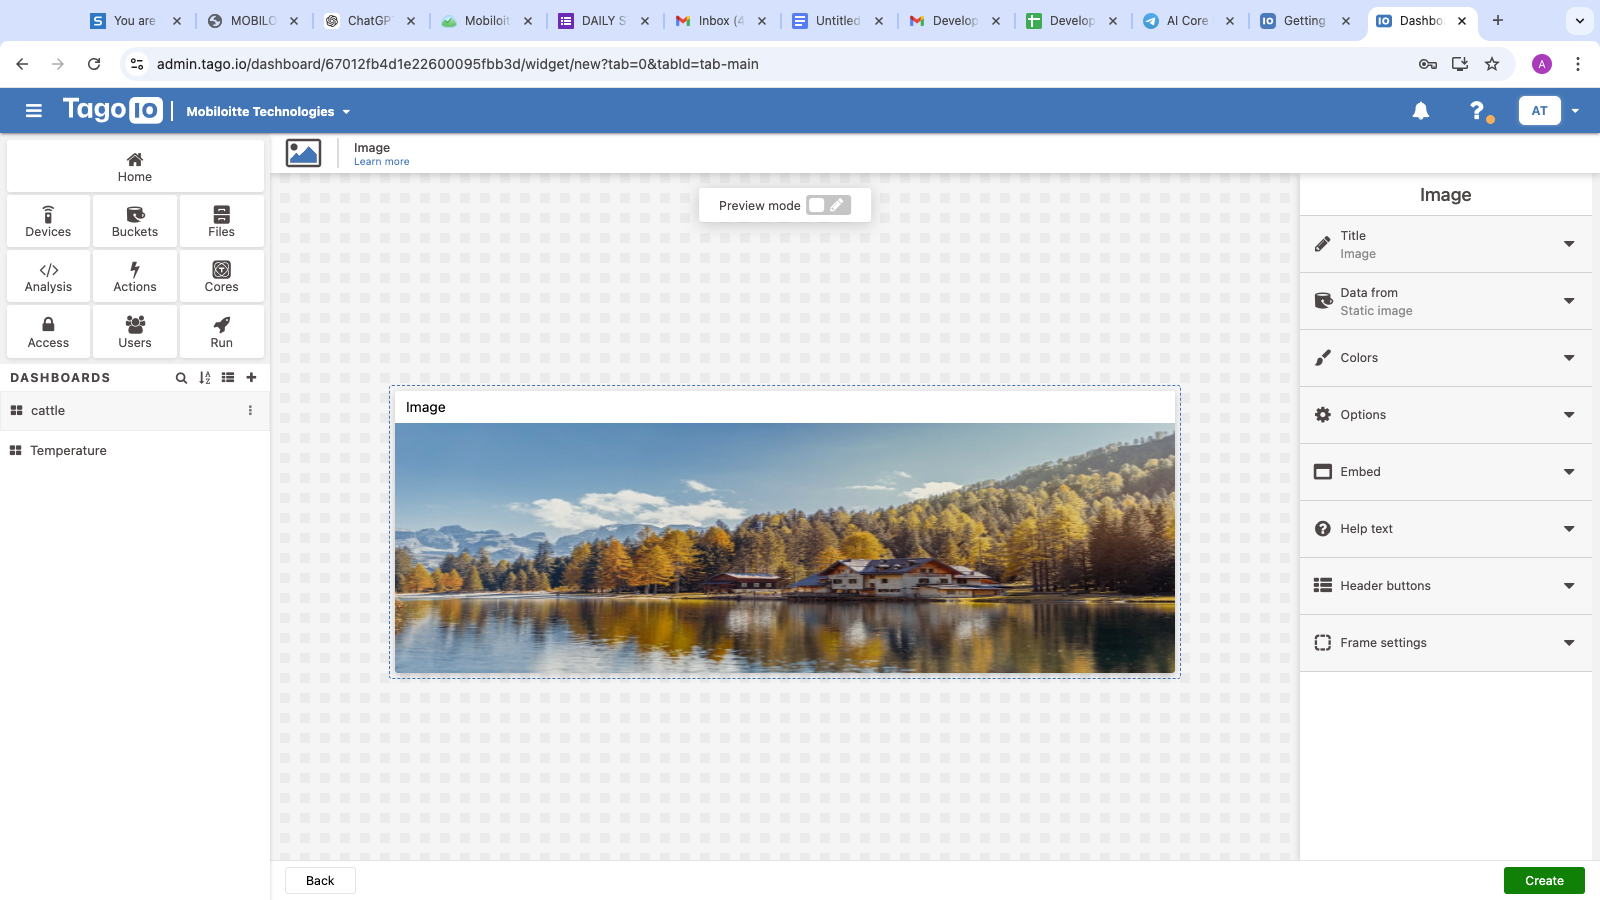 You are
MOBILO
ChatGP
Mobiloit
DAILY S
Inbox (4
Untitled
Develop
Develop
AI Core
Getting
Dashbo
admin.tago.io/dashboard/67012fb4d1e22600095fbb3d/widget/new?tab=0&tabId=tab-main
A
Tago IO
Mobiloitte Technologies
AT
Image
Learn more
Home
Devices
Buckets
Files
Analysis
Actions
Cores
Access
Users
Run
DASHBOARDS
cattle
Temperature
Preview mode
Image
Image
Title
Image
Data from
Static image
Colors
Options
Embed
Help text
Header buttons
Frame settings
Back
Create